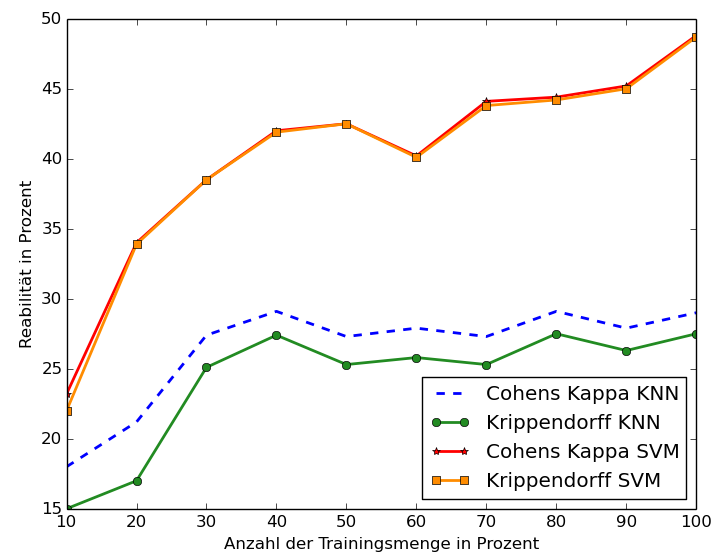 50
45
40
35
30
25
20
15
Reabilität in Prozent
Cohens Kappa KNN
Krippendorff KNN
Cohens Kappa SVM
Krippendorff SVM
10 20 30 40 50 60 70 80 90 100
Anzahl der Trainingsmenge in Prozent